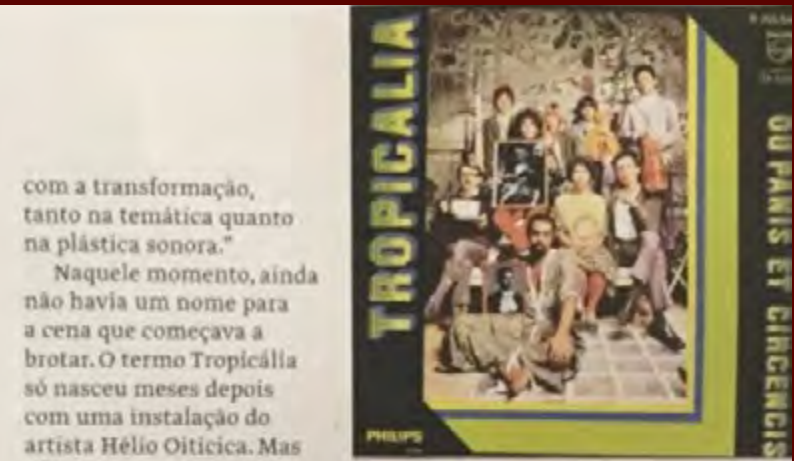 com a transformação,
tanto na temática quanto
na plástica sonora."
Naquele momento, ainda
não havia um nome para
a cena que começava a
brotar. O termo Tropicália
só nasceu meses depois
com uma instalação do
artista Hélio Oiticica. Mas
TROPICALIA
OU PANIS ET CIRCENCIS
PHILIPS